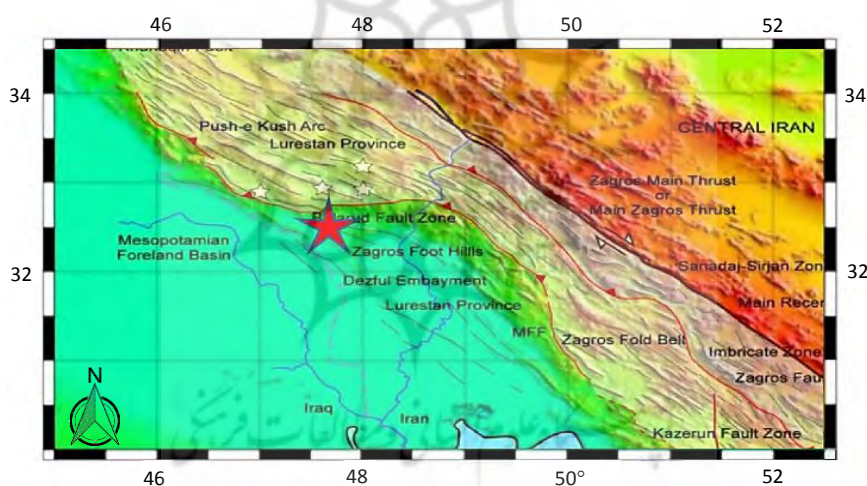 46 48 50 52
34
34
Push-e Kush Arc
Lurestan Province
CENTRAL IRAN
Zagros Main Thrust
or
Main Zagros Thrust
Fault Zone
Mesopotamian
Foreland Basin
Zagros Foot Hills
Sanadaj-Sirjan Zon
32
32
Dezful Embayment
Lurestan Province
Main Recer
MFF
Zagros Fold Belt
Imbricate Zone
Zagros Fau
N
Iraq
Iran
Kazerun Fault Zone
46 48 50° 52